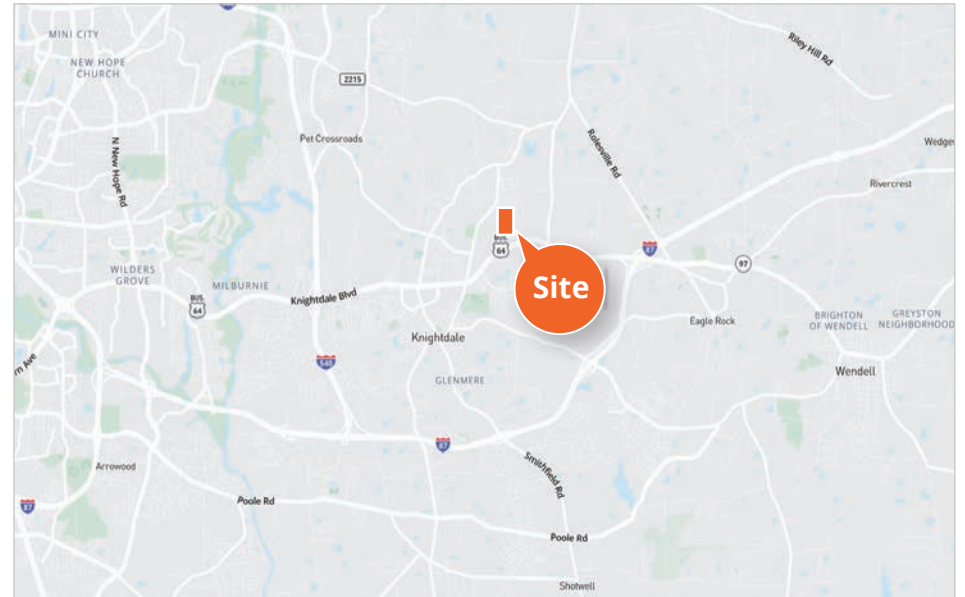 MINI CITY
NEW HOPE
CHURCH
2215
Riley Hill Rd
Pet Crossroads
N New Hope Rd
Rolesville Rd
Rivercrest
BUS
64
87
97
Site
WILDERS
GROVE
MILBURNIE
BUS
64
Knightdale Blvd
Knightdale
Eagle Rock
BRIGHTON
OF WENDELL
GREYSTON
NEIGHBORHOOD
540
GLENMERE
Wendell
87
Arrowood
Smithfield Rd
87
Poole Rd
Poole Rd
Shotwell